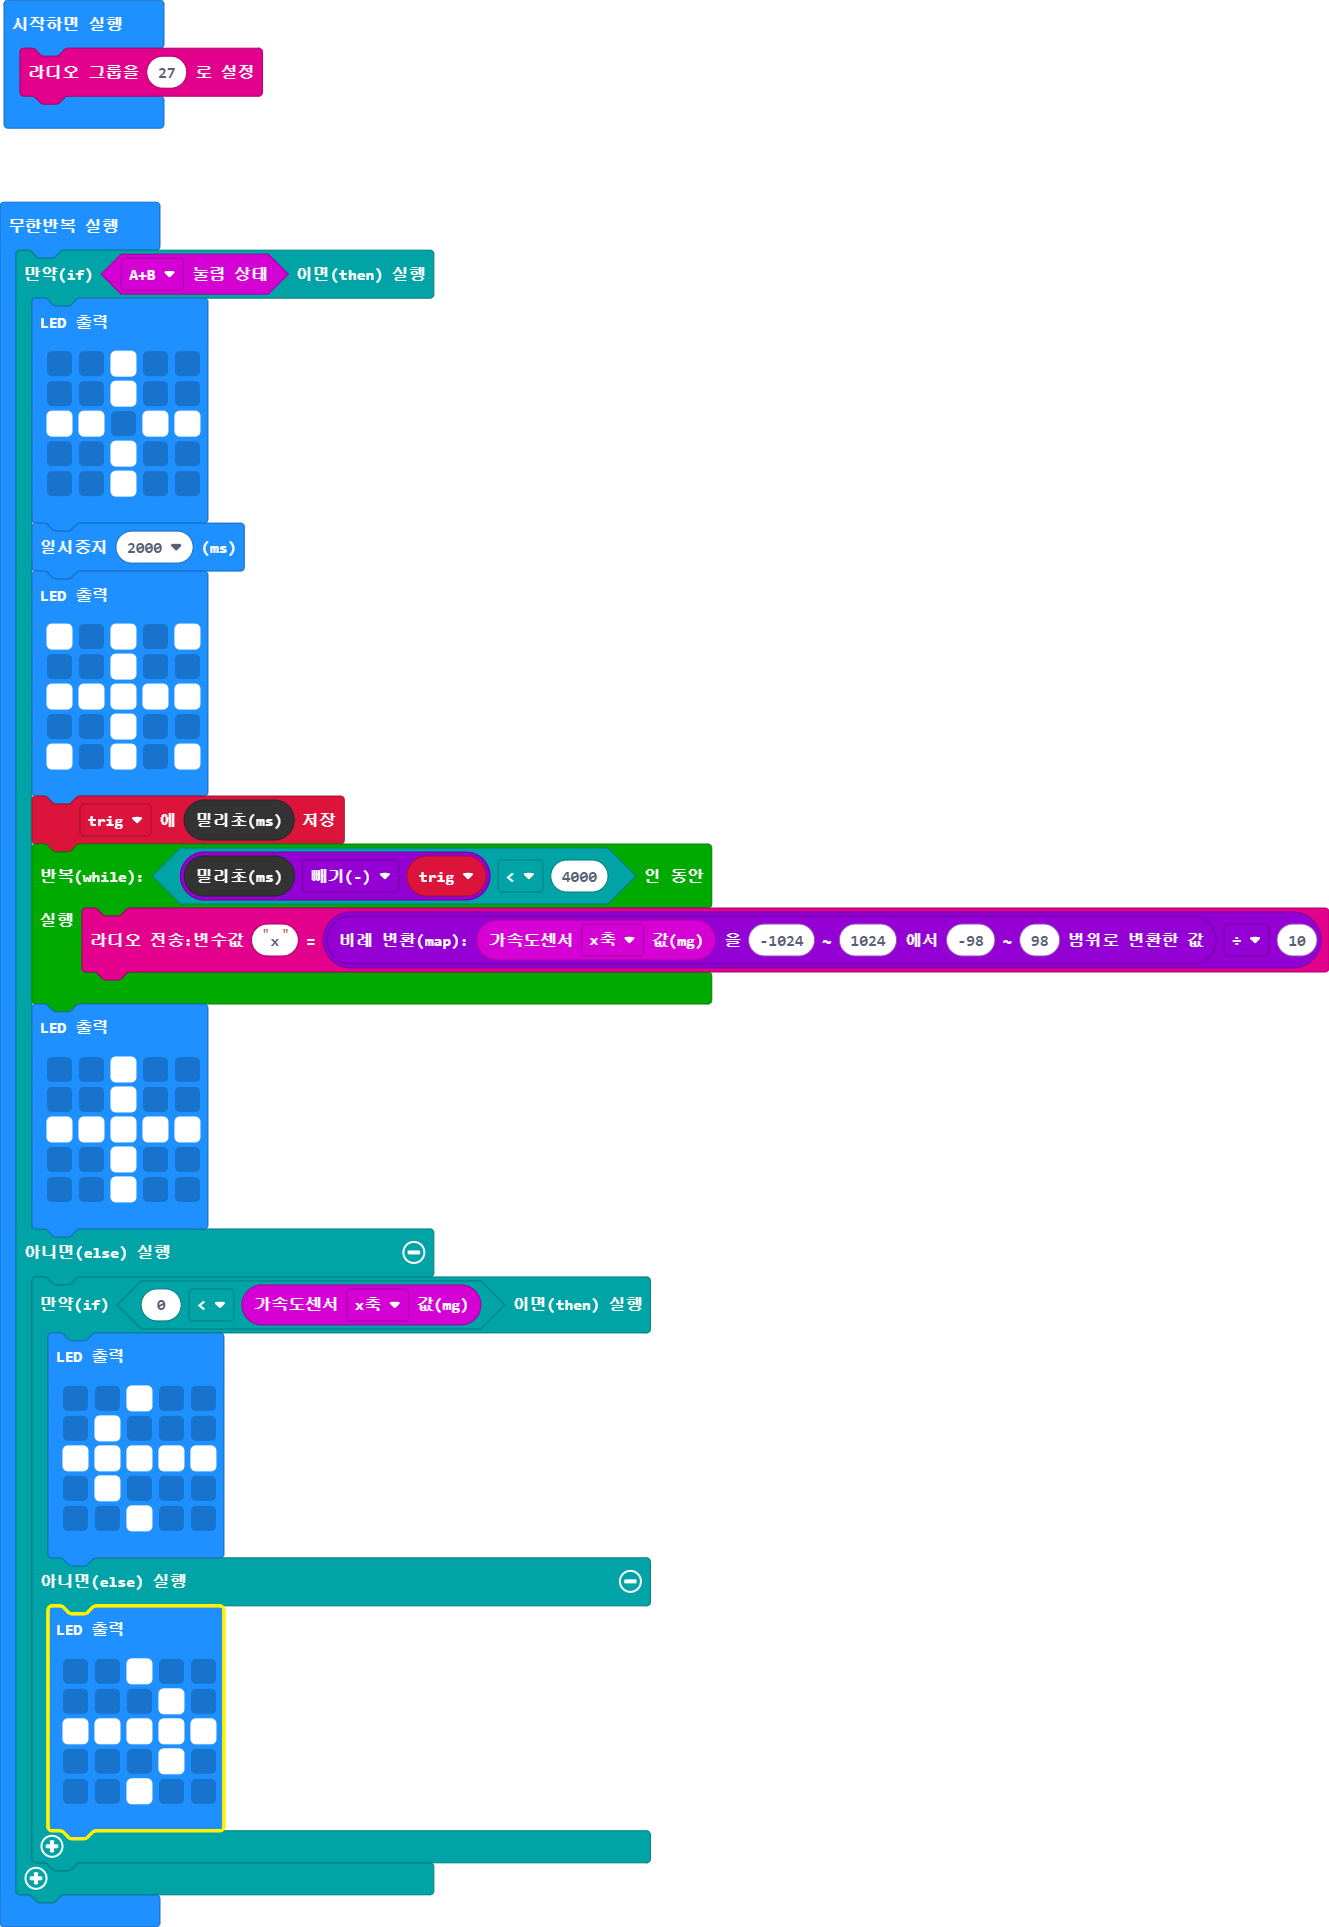 시작하면 실행
라디오 그룹을 27 로 설정
무한반복 실행
만약(if) A+B 눌림 상태 이면(then) 실행
LED 출력
일시중지 2000 (ms)
LED 출력
trig 에 밀리초(ms) 저장
반복(while): 밀리초(ms) 빼기(-) trig < 4000 인 동안
실행 라디오 전송:변수값 "x" = 비례 변환(map): 가속도센서 x축 값(mg) 을 -1024 ~ 1024 에서 -98 ~ 98 범위로 변환한 값 ÷ 10
LED 출력
아니면(else) 실행
만약(if) 0 < 가속도센서 x축 값(mg) 이면(then) 실행
LED 출력
아니면(else) 실행
LED 출력